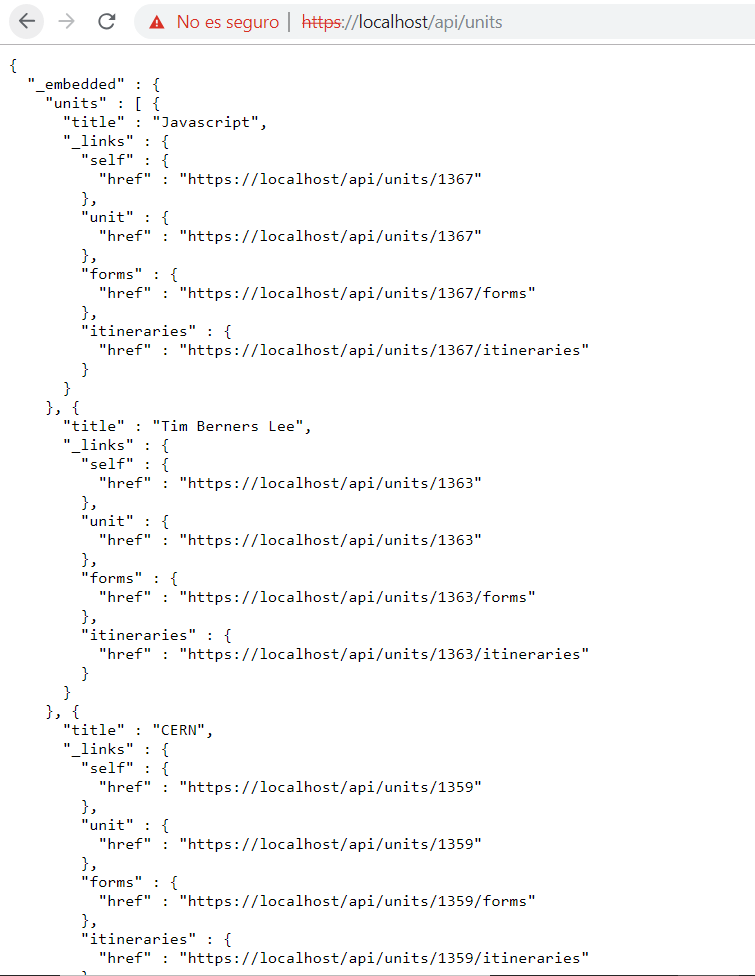 No es seguro | https://localhost/api/units
{
  "_embedded" : {
    "units" : [ {
      "title" : "Javascript",
      "_links" : {
        "self" : {
          "href" : "https://localhost/api/units/1367"
        },
        "unit" : {
          "href" : "https://localhost/api/units/1367"
        },
        "forms" : {
          "href" : "https://localhost/api/units/1367/forms"
        },
        "itineraries" : {
          "href" : "https://localhost/api/units/1367/itineraries"
        }
      }
    }, {
      "title" : "Tim Berners Lee",
      "_links" : {
        "self" : {
          "href" : "https://localhost/api/units/1363"
        },
        "unit" : {
          "href" : "https://localhost/api/units/1363"
        },
        "forms" : {
          "href" : "https://localhost/api/units/1363/forms"
        },
        "itineraries" : {
          "href" : "https://localhost/api/units/1363/itineraries"
        }
      }
    }, {
      "title" : "CERN",
      "_links" : {
        "self" : {
          "href" : "https://localhost/api/units/1359"
        },
        "unit" : {
          "href" : "https://localhost/api/units/1359"
        },
        "forms" : {
          "href" : "https://localhost/api/units/1359/forms"
        },
        "itineraries" : {
          "href" : "https://localhost/api/units/1359/itineraries"